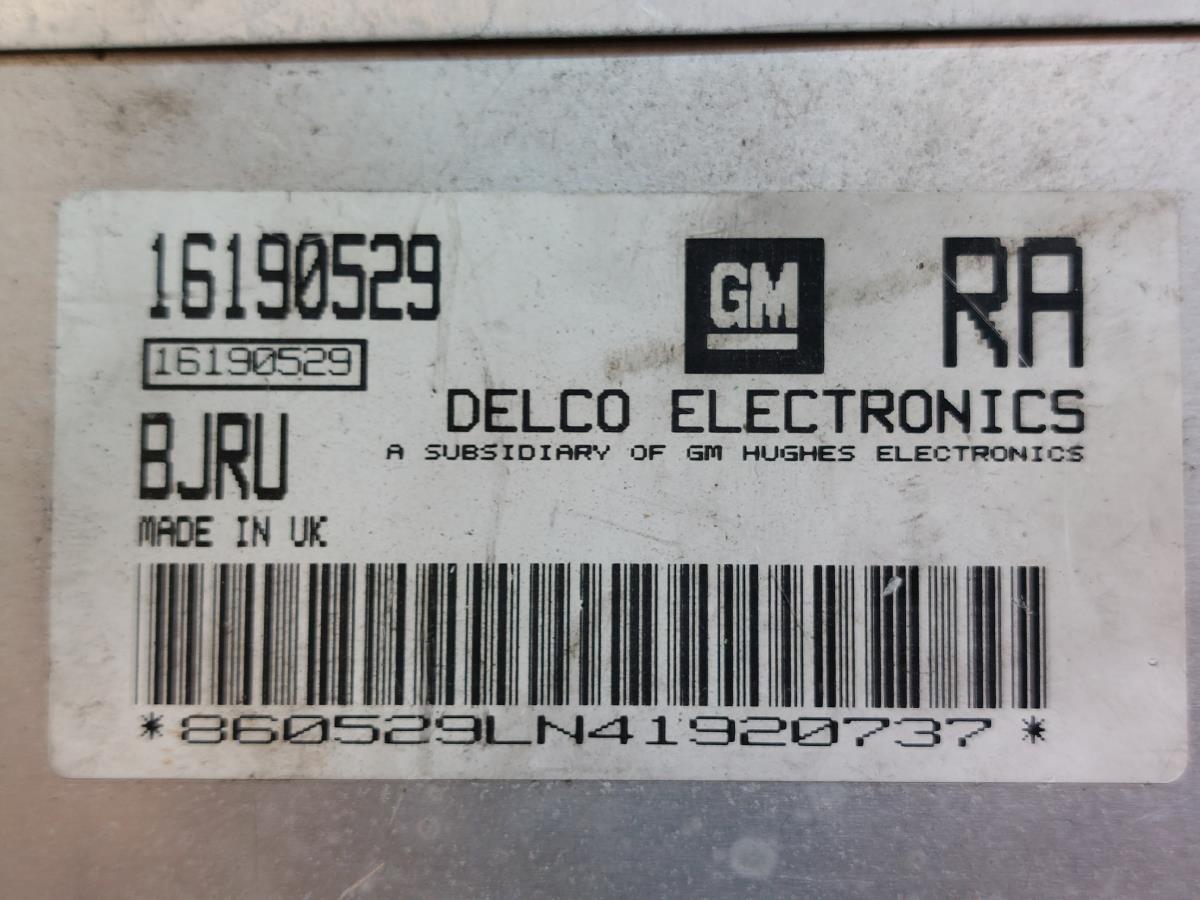 16190529
GM
RA
16190529
DELCO ELECTRONICS
BJRU
A SUBSIDIARY OF GM HUGHES ELECTRONICS
MADE IN UK
*860529LN41920737*